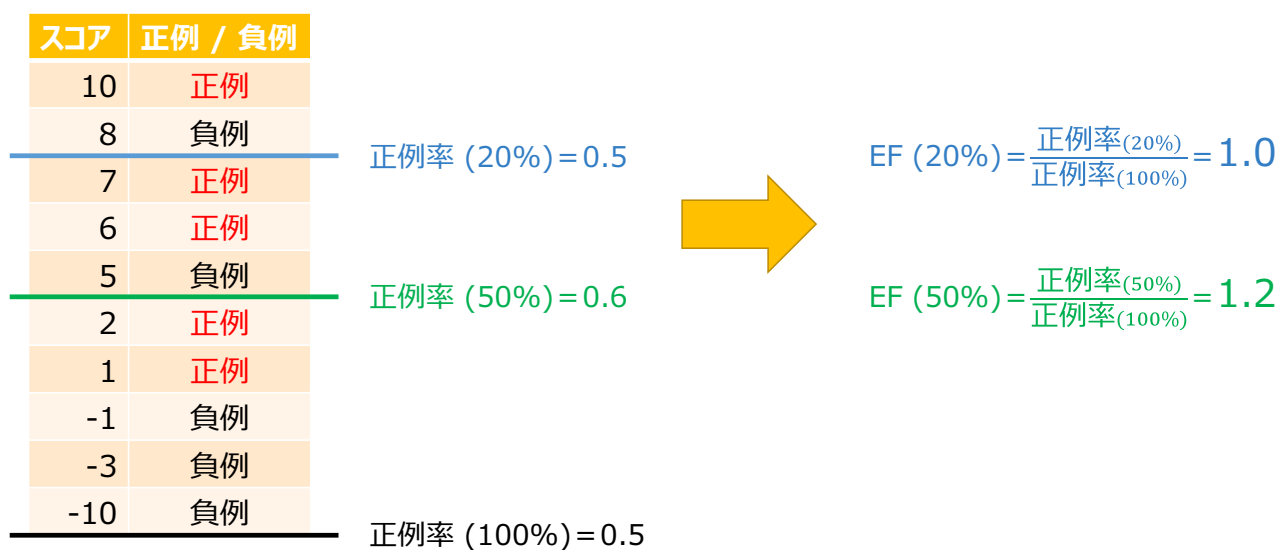 スコア 正例 / 負例
10 正例
8 負例
正例率 (20%)=0.5
7 正例
6 正例
5 負例
正例率 (50%)=0.6
2 正例
1 正例
-1 負例
-3 負例
-10 負例
正例率 (100%)=0.5
EF (20%)=正例率(20%)/正例率(100%)=1.0
EF (50%)=正例率(50%)/正例率(100%)=1.2